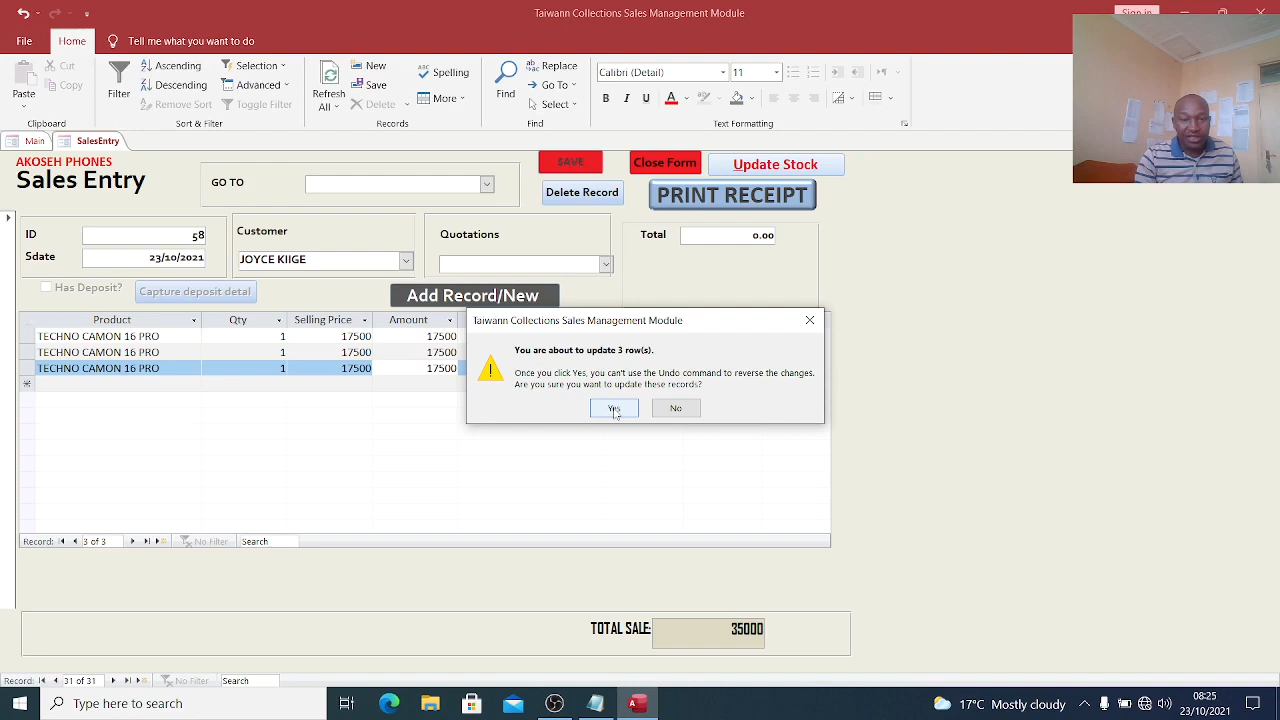 Taiwann Collections Sales Management Module
Sign in
File Home Tell me what you want to do
Paste Cut Copy
Clipboard
Filter Ascending Descending Remove Sort Selection Advanced Toggle Filter
Sort & Filter
Refresh All New Save Delete Spelling More
Records
Find Replace Go To Select
Find
Calibri (Detail) 11
B I U A
Text Formatting
Main SalesEntry
AKOSEH PHONES
Sales Entry
GO TO
SAVE
Close Form
Update Stock
Delete Record
PRINT RECEIPT
ID 58
Sdate 23/10/2021
Customer
JOYCE KIIGE
Quotations
Total 0.00
Has Deposit?
Capture deposit detal
Add Record/New
Product Qty Selling Price Amount
TECHNO CAMON 16 PRO 1 17500 17500
TECHNO CAMON 16 PRO 1 17500 17500
TECHNO CAMON 16 PRO 1 17500 17500
Taiwann Collections Sales Management Module
You are about to update 3 row(s).
Once you click Yes, you can't use the Undo command to reverse the changes.
Are you sure you want to update these records?
Yes No
Record: 3 of 3 No Filter Search
TOTAL SALE: 35000
Record: 31 of 31 No Filter Search
Type here to search
17°C Mostly cloudy
08:25
23/10/2021